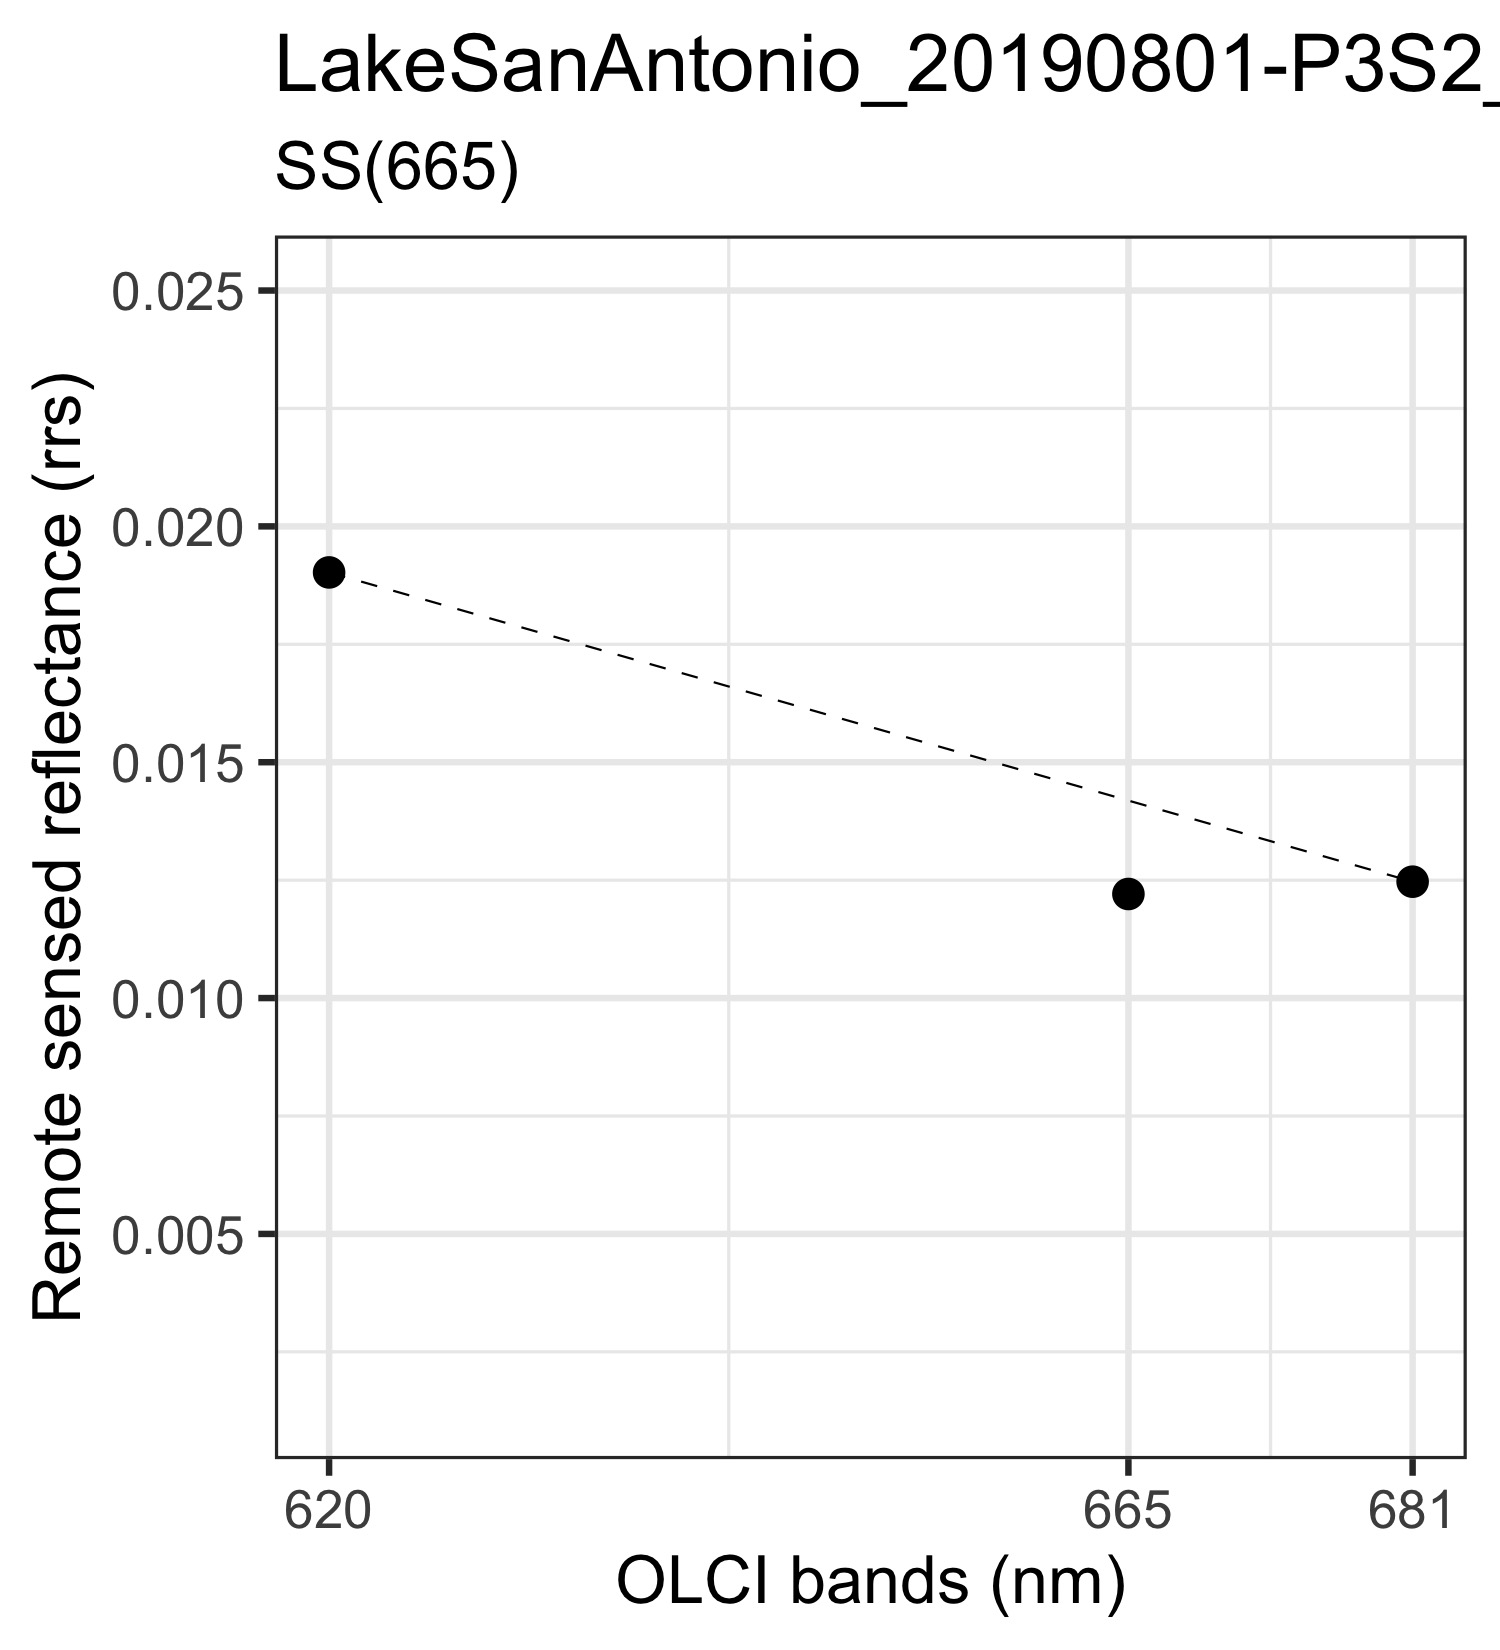 LakeSanAntonio_20190801-P3S2_
SS(665)
Remote sensed reflectance (rrs)
0.025
0.020
0.015
0.010
0.005
620 665 681
OLCI bands (nm)